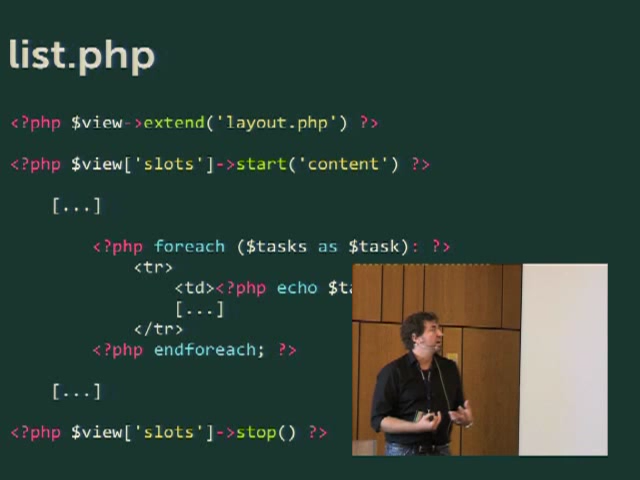 list.php
<?php $view->extend('layout.php') ?>
<?php $view['slots']->start('content') ?>
[...]
<?php foreach ($tasks as $task): ?>
<tr>
<td><?php echo
[...]
</tr>
<?php endforeach; ?>
[...]
<?php $view['slots']->stop() ?>